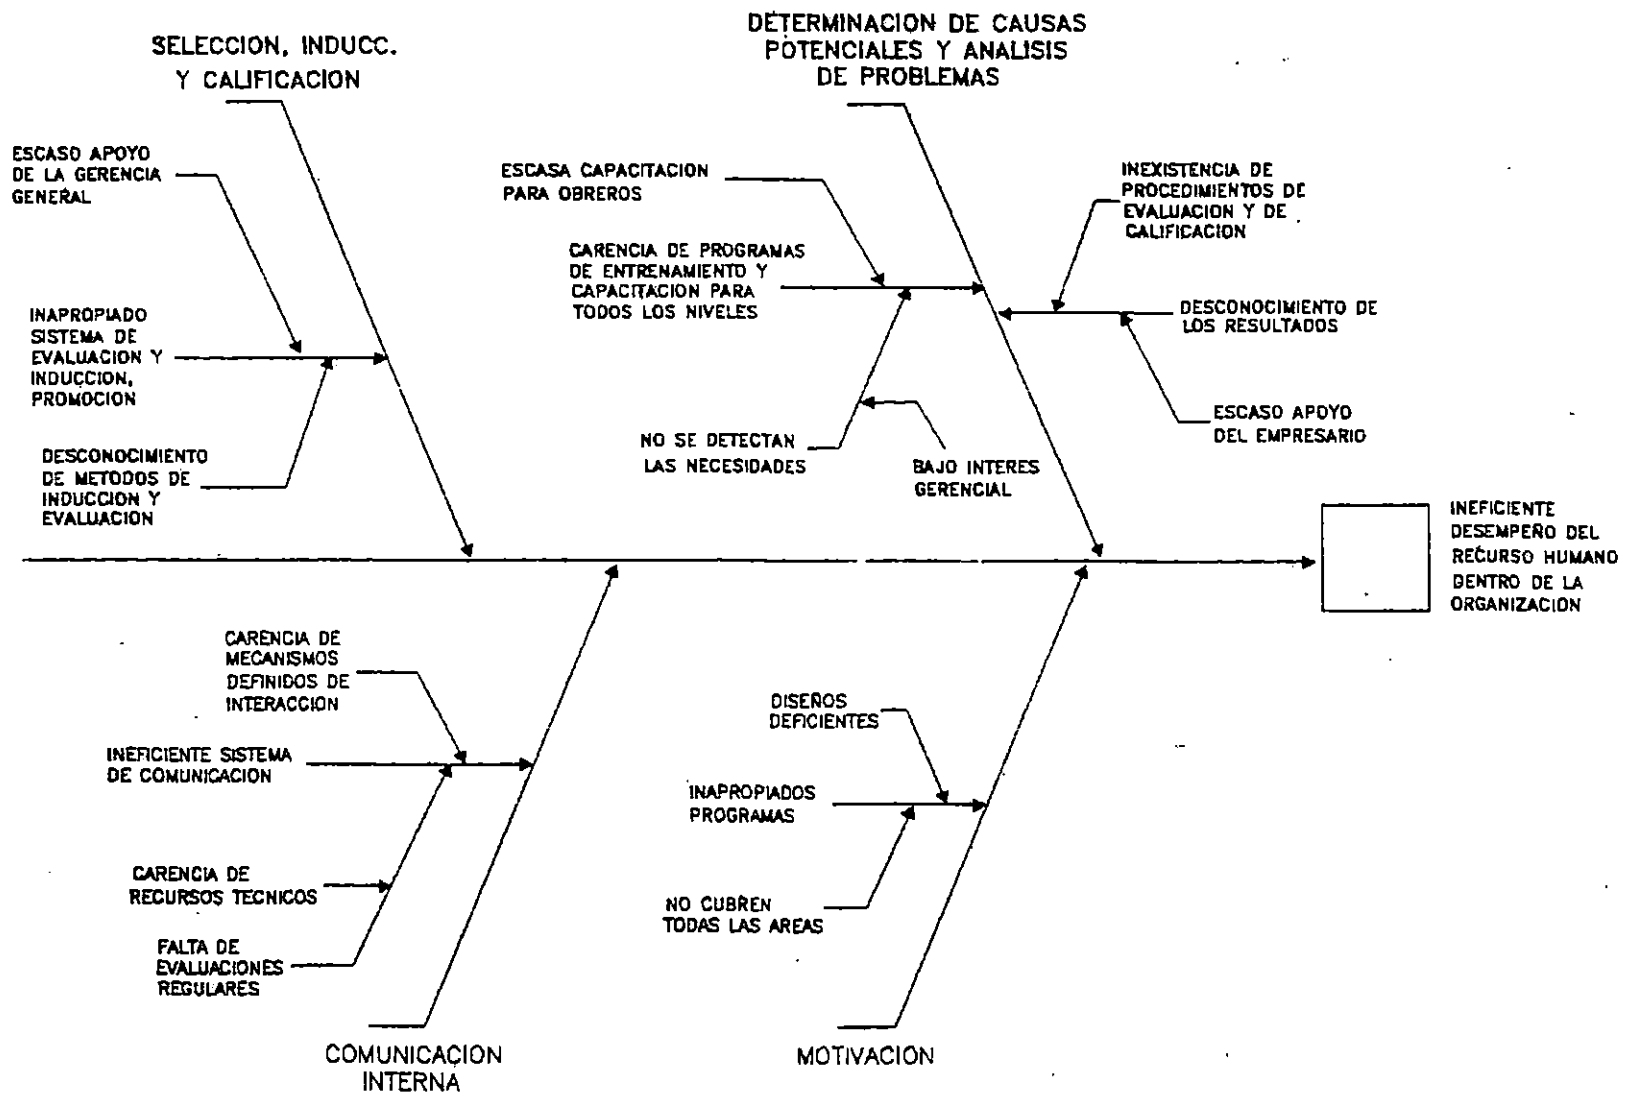 SELECCION, INDUCC.
Y CALIFICACION
DETERMINACION DE CAUSAS
POTENCIALES Y ANALISIS
DE PROBLEMAS
ESCASO APOYO
DE LA GERENCIA
GENERAL
INAPROPIADO
SISTEMA DE
EVALUACION Y
INDUCCION,
PROMOCION
DESCONOCIMIENTO
DE METODOS DE
INDUCCION Y
EVALUACION
ESCASA CAPACITACION
PARA OBREROS
CARENCIA DE PROGRAMAS
DE ENTRENAMIENTO Y
CAPACITACION PARA
TODOS LOS NIVELES
NO SE DETECTAN
LAS NECESIDADES
BAJO INTERES
GERENCIAL
INEXISTENCIA DE
PROCEDIMIENTOS DE
EVALUACION Y DE
CALIFICACION
DESCONOCIMIENTO DE
LOS RESULTADOS
ESCASO APOYO
DEL EMPRESARIO
INEFICIENTE
DESEMPEÑO DEL
RECURSO HUMANO
DENTRO DE LA
ORGANIZACION
CARENCIA DE
MECANISMOS
DEFINIDOS DE
INTERACCION
INEFICIENTE SISTEMA
DE COMUNICACION
CARENCIA DE
RECURSOS TECNICOS
FALTA DE
EVALUACIONES
REGULARES
COMUNICACION
INTERNA
DISEÑOS
DEFICIENTES
INAPROPIADOS
PROGRAMAS
NO CUBREN
TODAS LAS AREAS
MOTIVACION